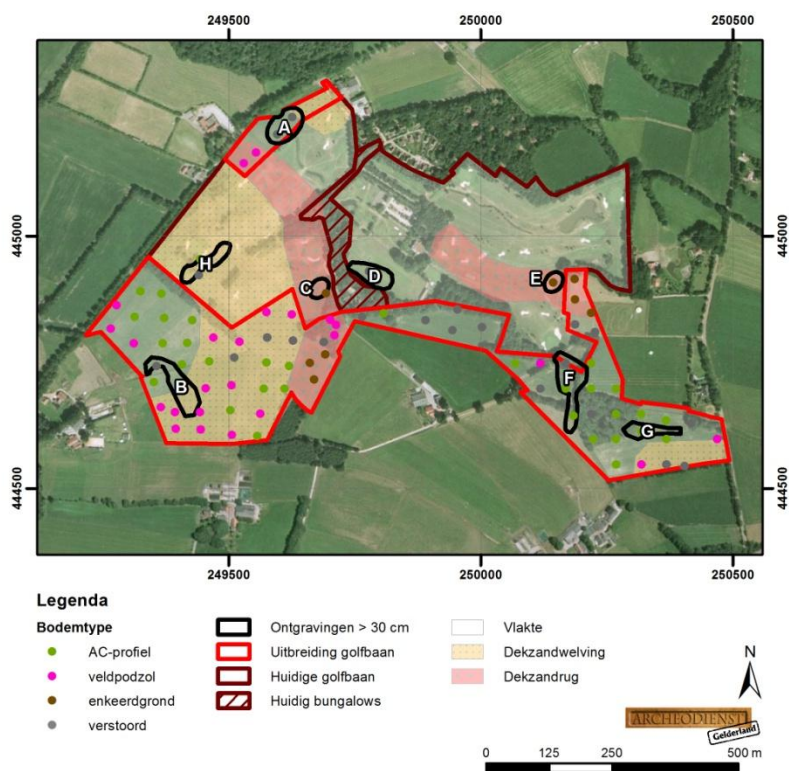 249500 250000 250500
445000 445000
444500 444500
A
H
C
D
E
B
F
G
249500 250000 250500
Legenda
Bodemtype
AC-profiel
veldpodzol
enkeerdgrond
verstoord
Ontgravingen > 30 cm
Uitbreiding golfbaan
Huidige golfbaan
Huidig bungalows
Vlakte
Dekzandwelving
Dekzandrug
N
ARCHEODIENST
Gelderland
0 125 250 500 m